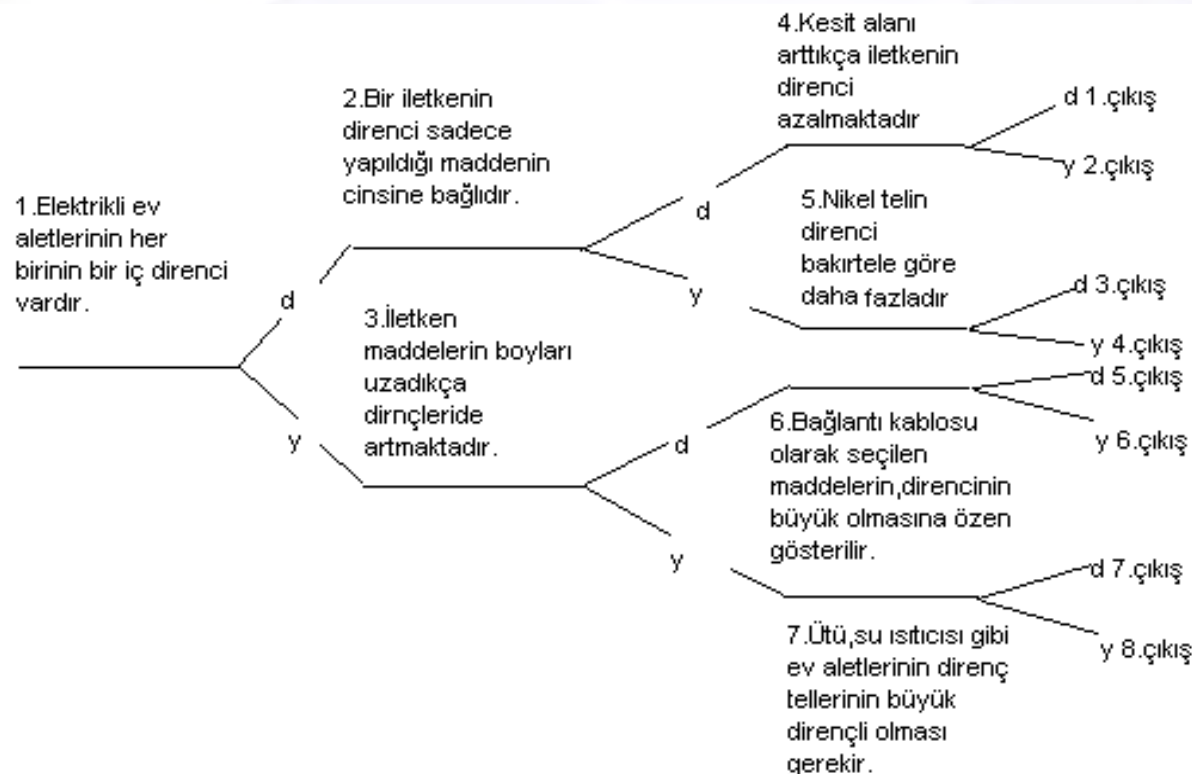 1.Elektrikli ev
aletlerinin her
birinin bir iç direnci
vardır.
d
y
2.Bir iletkenin
direnci sadece
yapıldığı maddenin
cinsine bağlıdır.
d
y
3.İletken
maddelerin boyları
uzadıkça
dirnçleride
artmaktadır.
d
y
4.Kesit alanı
arttıkça iletkenin
direnci
azalmaktadır
d 1.çıkış
y 2.çıkış
5.Nikel telin
direnci
bakırtele göre
daha fazladır
d 3.çıkış
y 4.çıkış
d 5.çıkış
y 6.çıkış
6.Bağlantı kablosu
olarak seçilen
maddelerin,direncinin
büyük olmasına özen
gösterilir.
d 7.çıkış
y 8.çıkış
7.Ütü,su ısıtıcısı gibi
ev aletlerinin direnç
tellerinin büyük
dirençli olması
gerekir.